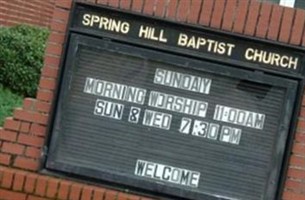 SPRING HILL BAPTIST CHURCH
SUNDAY
MORNING WORSHIP 11:00AM
SUN & WED 7:30PM
WELCOME